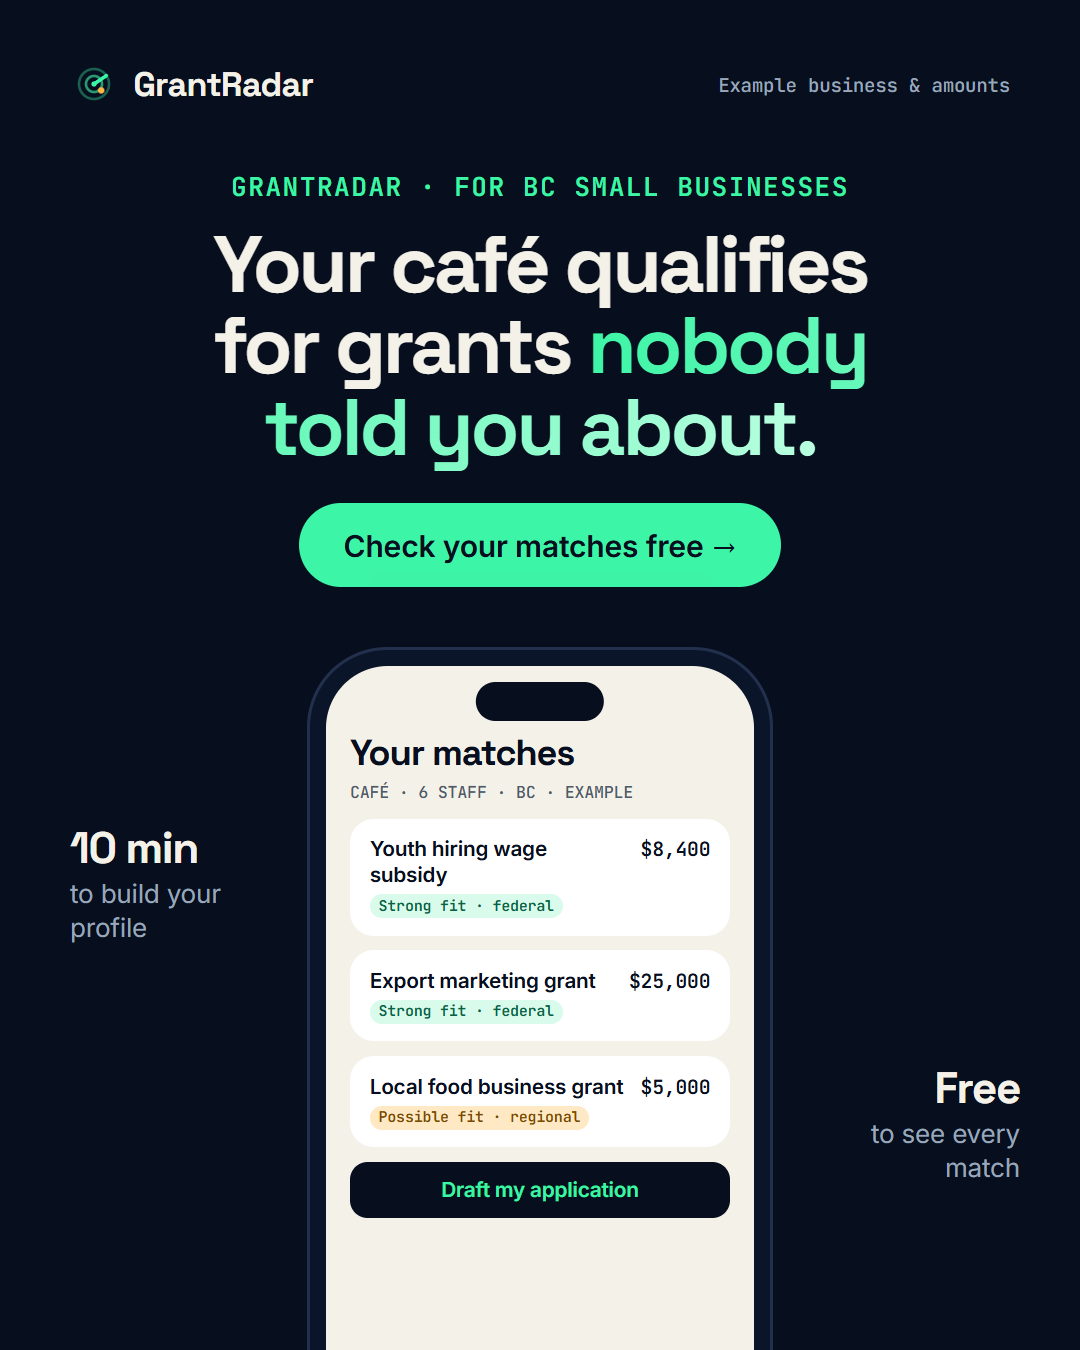 GrantRadar
Example business & amounts
GRANTRADAR · FOR BC SMALL BUSINESSES
Your café qualifies
for grants nobody
told you about.
Check your matches free →
Your matches
CAFÉ · 6 STAFF · BC · EXAMPLE
Youth hiring wage
subsidy
$8,400
Strong fit · federal
Export marketing grant
$25,000
Strong fit · federal
Local food business grant
$5,000
Possible fit · regional
Draft my application
10 min
to build your
profile
Free
to see every
match